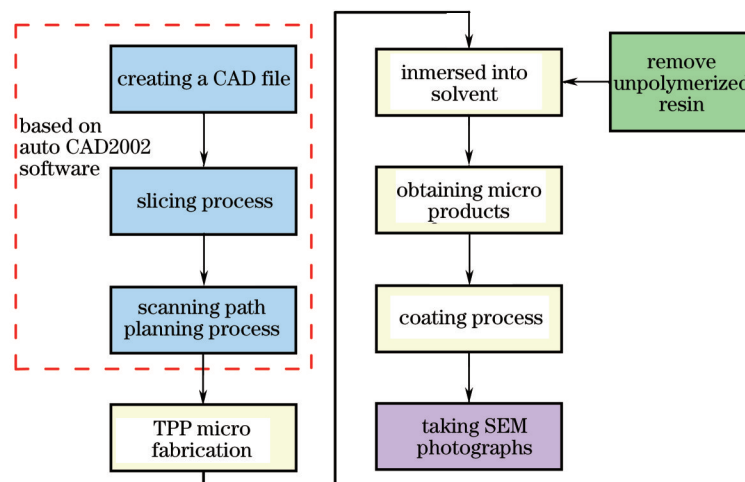 creating a CAD file
based on
auto CAD2002
software
slicing process
scanning path
planning process
TPP micro
fabrication
inmersed into
solvent
remove
unpolymerized
resin
obtaining micro
products
coating process
taking SEM
photographs